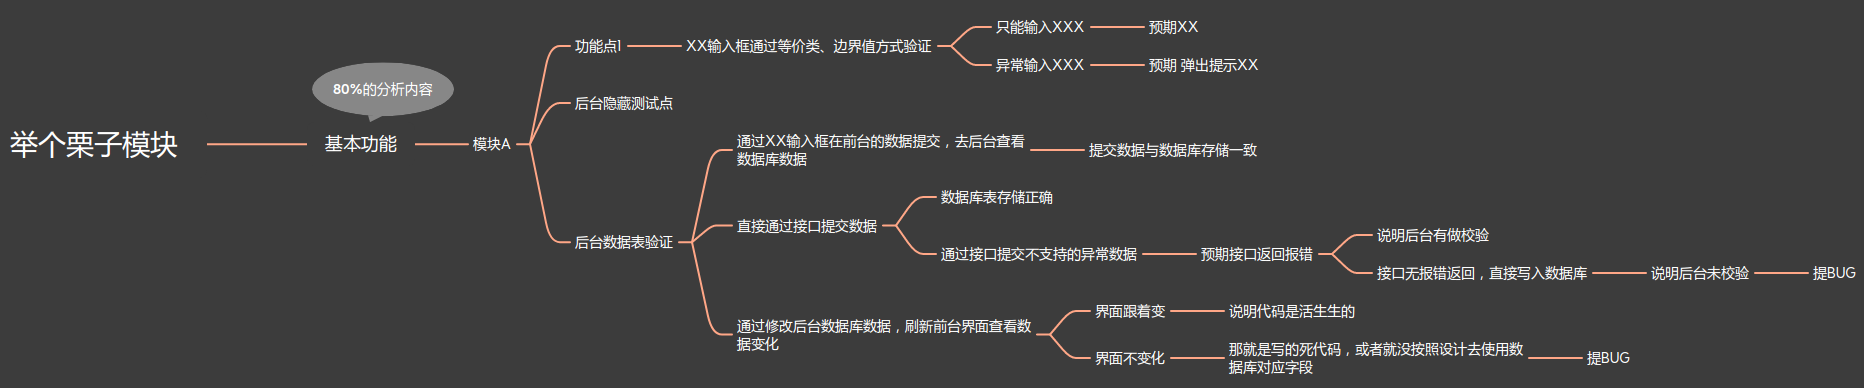 举个栗子模块
80%的分析内容
基本功能
模块A
功能点1
XX输入框通过等价类、边界值方式验证
只能输入XXX
预期XX
异常输入XXX
预期 弹出提示XX
后台隐藏测试点
后台数据表验证
通过XX输入框在前台的数据提交，去后台查看
数据库数据
提交数据与数据库存储一致
直接通过接口提交数据
数据库表存储正确
通过接口提交不支持的异常数据
预期接口返回报错
说明后台有做校验
接口无报错返回，直接写入数据库
说明后台未校验
提BUG
通过修改后台数据库数据，刷新前台界面查看数
据变化
界面跟着变
说明代码是活生生的
界面不变化
那就是写的死代码，或者就没按照设计去使用数
据库对应字段
提BUG